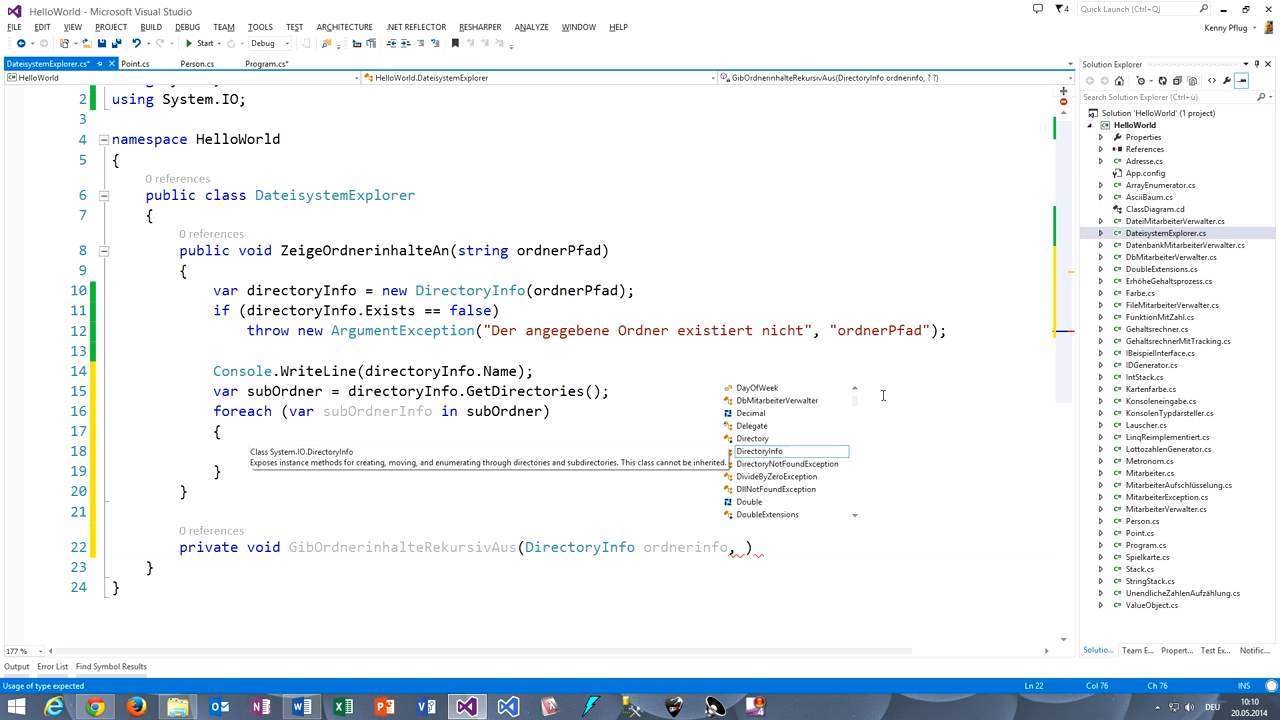 HelloWorld - Microsoft Visual Studio
4
Quick Launch (Ctrl+Q)
FILE EDIT VIEW PROJECT BUILD DEBUG TEAM TOOLS TEST ARCHITECTURE .NET REFLECTOR RESHARPER ANALYZE WINDOW HELP
Kenny Pflug
Start Debug
DateisystemExplorer.cs* Point.cs Person.cs Program.cs*
HelloWorld HelloWorld.DateisystemExplorer GibOrdnerinhalteRekursivAus(DirectoryInfo ordnerinfo, ? ?)
2 using System.IO;
3
4 namespace HelloWorld
5 {
0 references
6 public class DateisystemExplorer
7 {
0 references
8 public void ZeigeOrdnerinhalteAn(string ordnerPfad)
9 {
10 var directoryInfo = new DirectoryInfo(ordnerPfad);
11 if (directoryInfo.Exists == false)
12 throw new ArgumentException("Der angegebene Ordner existiert nicht", "ordnerPfad");
13
14 Console.WriteLine(directoryInfo.Name);
15 var subOrdner = directoryInfo.GetDirectories();
16 foreach (var subOrdnerInfo in subOrdner)
17 {
18
19 }
20 }
21
0 references
22 private void GibOrdnerinhalteRekursivAus(DirectoryInfo ordnerinfo, )
23 }
24 }
DayOfWeek
DbMitarbeiterVerwalter
Decimal
Delegate
Directory
DirectoryInfo
DirectoryNotFoundException
DivideByZeroException
DllNotFoundException
Double
DoubleExtensions
Class System.IO.DirectoryInfo
Exposes instance methods for creating, moving, and enumerating through directories and subdirectories. This class cannot be inherited.
177 %
Output Error List Find Symbol Results
Solution Explorer
Search Solution Explorer (Ctrl+ü)
Solution 'HelloWorld' (1 project)
HelloWorld
Properties
References
Adresse.cs
App.config
ArrayEnumerator.cs
AsciiBaum.cs
ClassDiagram.cd
DateiMitarbeiterVerwalter.cs
DateisystemExplorer.cs
DatenbankMitarbeiterVerwalter.cs
DbMitarbeiterVerwalter.cs
DoubleExtensions.cs
ErhöheGehaltsprozess.cs
Farbe.cs
FileMitarbeiterVerwalter.cs
FunktionMitZahl.cs
Gehaltsrechner.cs
GehaltsrechnerMitTracking.cs
IBeispielInterface.cs
IDGenerator.cs
IntStack.cs
Kartenfarbe.cs
Konsoleneingabe.cs
KonsolenTypdarsteller.cs
Lauscher.cs
LinqReimplementiert.cs
LottozahlenGenerator.cs
Metronom.cs
Mitarbeiter.cs
MitarbeiterAufschlüsselung.cs
MitarbeiterException.cs
MitarbeiterVerwalter.cs
Person.cs
Point.cs
Program.cs
Spielkarte.cs
Stack.cs
StringStack.cs
UnendlicheZahlenAufzählung.cs
ValueObject.cs
Solutio... Team E... Propert... Test Ex... Notific...
Usage of type expected Ln 22 Col 76 Ch 76 INS
DEU
10:10
20.05.2014